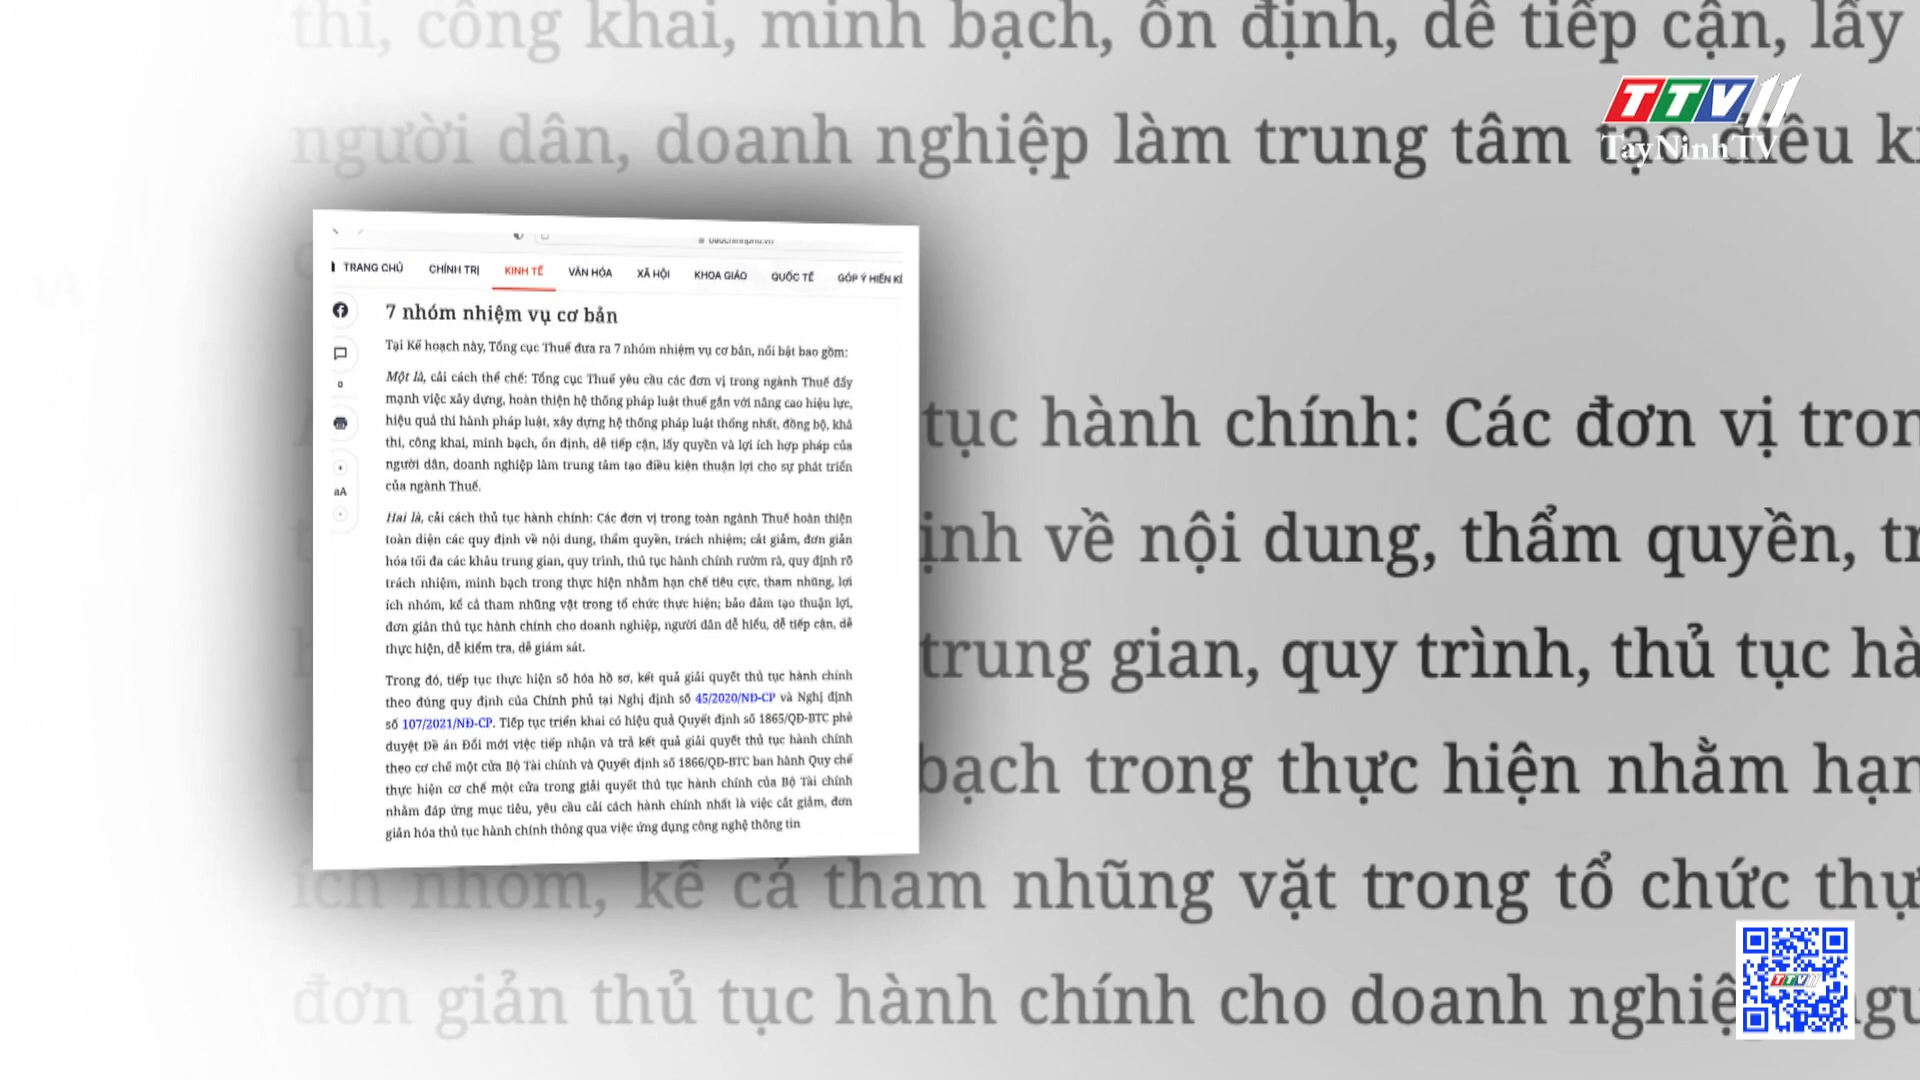 thi, công khai, minh bạch, ổn định, dễ tiếp cận, lấy
người dân, doanh nghiệp làm trung tâm tạo điều ki
TTV11
TayNinhTV
baochinhphu.vn
TRANG CHỦ CHÍNH TRỊ KINH TẾ VĂN HÓA XÃ HỘI KHOA GIÁO QUỐC TẾ GÓP Ý HIẾN KẾ
7 nhóm nhiệm vụ cơ bản
Tại Kế hoạch này, Tổng cục Thuế đưa ra 7 nhóm nhiệm vụ cơ bản, nổi bật bao gồm:
Một là, cải cách thể chế: Tổng cục Thuế yêu cầu các đơn vị trong ngành Thuế đẩy
mạnh việc xây dựng, hoàn thiện hệ thống pháp luật thuế gắn với nâng cao hiệu lực,
hiệu quả thi hành pháp luật, xây dựng hệ thống pháp luật thống nhất, đồng bộ, khả
thi, công khai, minh bạch, ổn định, dễ tiếp cận, lấy quyền và lợi ích hợp pháp của
người dân, doanh nghiệp làm trung tâm tạo điều kiện thuận lợi cho sự phát triển
của ngành Thuế.
Hai là, cải cách thủ tục hành chính: Các đơn vị trong toàn ngành Thuế hoàn thiện
toàn diện các quy định về nội dung, thẩm quyền, trách nhiệm; cắt giảm, đơn giản
hóa tối đa các khâu trung gian, quy trình, thủ tục hành chính rườm rà, quy định rõ
trách nhiệm, minh bạch trong thực hiện nhằm hạn chế tiêu cực, tham nhũng, lợi
ích nhóm, kể cả tham nhũng vặt trong tổ chức thực hiện; bảo đảm tạo thuận lợi,
đơn giản thủ tục hành chính cho doanh nghiệp, người dân dễ hiểu, dễ tiếp cận, dễ
thực hiện, dễ kiểm tra, dễ giám sát.
Trong đó, tiếp tục thực hiện số hóa hồ sơ, kết quả giải quyết thủ tục hành chính
theo đúng quy định của Chính phủ tại Nghị định số 45/2020/NĐ-CP và Nghị định
số 107/2021/NĐ-CP. Tiếp tục triển khai có hiệu quả Quyết định số 1865/QĐ-BTC phê
duyệt Đề án Đổi mới việc tiếp nhận và trả kết quả giải quyết thủ tục hành chính
theo cơ chế một cửa Bộ Tài chính và Quyết định số 1866/QĐ-BTC ban hành Quy chế
thực hiện cơ chế một cửa trong giải quyết thủ tục hành chính của Bộ Tài chính
nhằm đáp ứng mục tiêu, yêu cầu cải cách hành chính nhất là việc cắt giảm, đơn
giản hóa thủ tục hành chính thông qua việc ứng dụng công nghệ thông tin
0
aA
tục hành chính: Các đơn vị tron
ịnh về nội dung, thẩm quyền, tr
trung gian, quy trình, thủ tục hà
bạch trong thực hiện nhằm hạn
ích nhóm, kể cả tham nhũng vặt trong tổ chức thự
đơn giản thủ tục hành chính cho doanh nghiệ ngu
TTV11